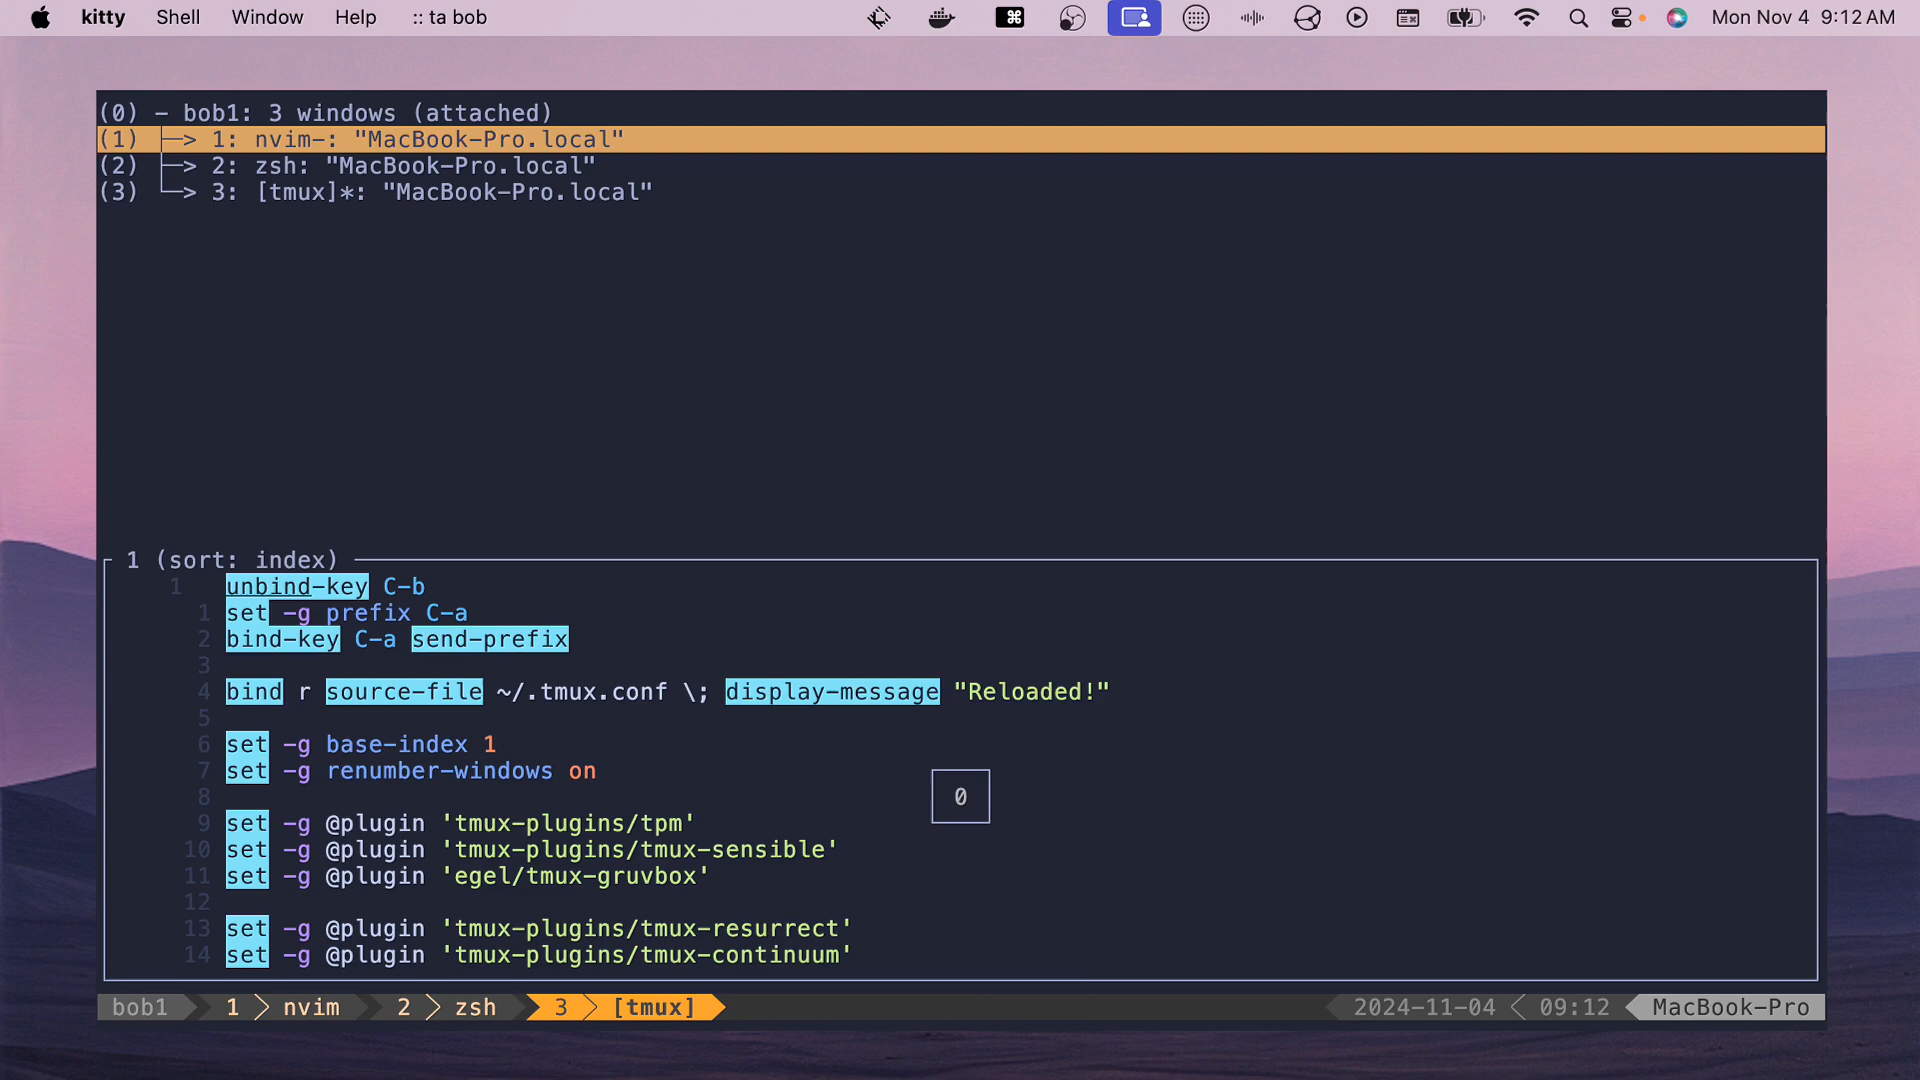 kitty Shell Window Help :: ta bob Mon Nov 4 9:12 AM
(0) - bob1: 3 windows (attached)
(1) ├─> 1: nvim-: "MacBook-Pro.local"
(2) ├─> 2: zsh: "MacBook-Pro.local"
(3) └─> 3: [tmux]*: "MacBook-Pro.local"
1 (sort: index)
1 unbind-key C-b
1 set -g prefix C-a
2 bind-key C-a send-prefix
3
4 bind r source-file ~/.tmux.conf \; display-message "Reloaded!"
5
6 set -g base-index 1
7 set -g renumber-windows on
8
0
9 set -g @plugin 'tmux-plugins/tpm'
10 set -g @plugin 'tmux-plugins/tmux-sensible'
11 set -g @plugin 'egel/tmux-gruvbox'
12
13 set -g @plugin 'tmux-plugins/tmux-resurrect'
14 set -g @plugin 'tmux-plugins/tmux-continuum'
bob1 1 nvim 2 zsh 3 [tmux] 2024-11-04 09:12 MacBook-Pro